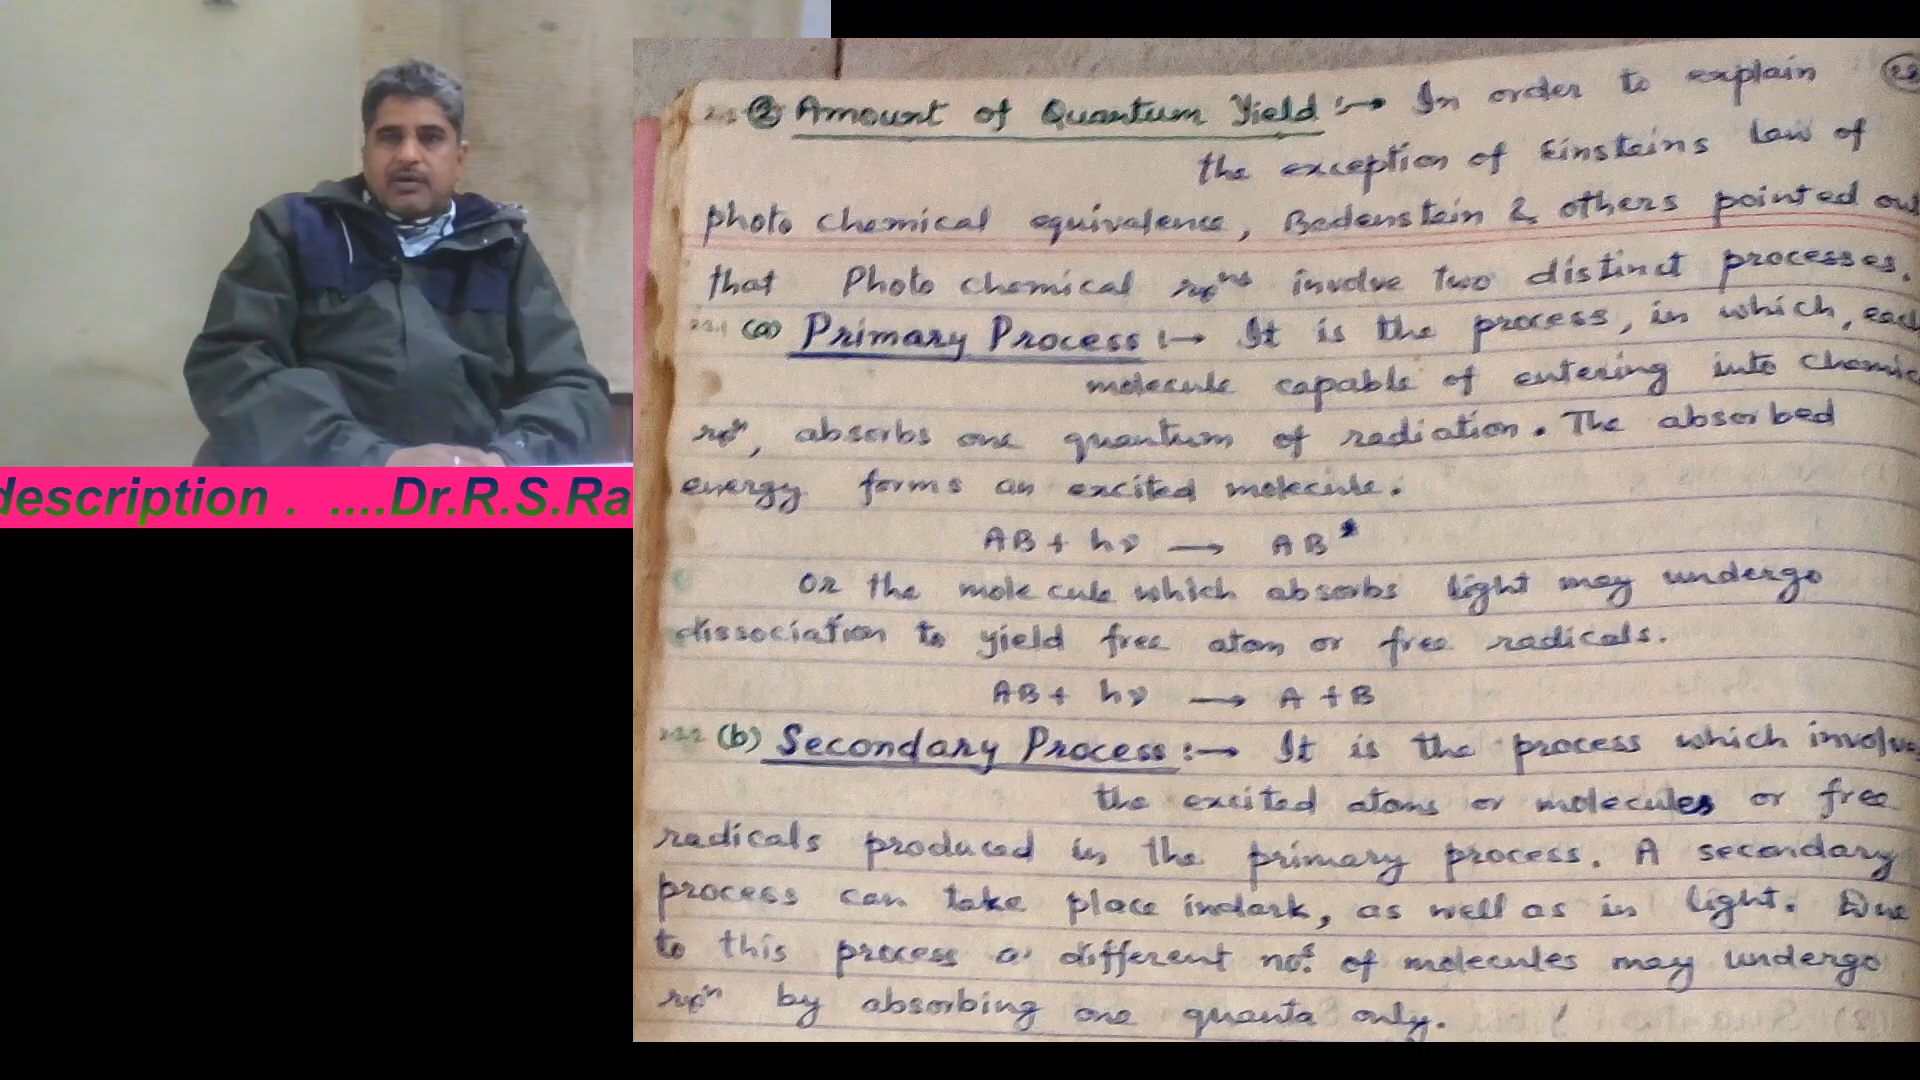 description . ....Dr.R.S.Ra
② Amount of Quantum Yield :→ In order to explain
the exception of Einsteins Law of
photo chemical equivalence, Bodenstein & others pointed out
that Photo chemical rxⁿˢ involve two distinct processes.
(a) Primary Process :→ It is the process, in which, each
molecule capable of entering into chemic
rxⁿ, absorbs one quantum of radiation. The absorbed
energy forms an excited molecule.
AB + hν → AB*
or the molecule which absorbs light may undergo
dissociation to yield free atom or free radicals.
AB + hν → A + B
(b) Secondary Process :→ It is the process which involve
the excited atoms or molecules or free
radicals produced in the primary process. A secondary
process can take place in dark, as well as in light. Due
to this process a different no. of molecules may undergo
rxⁿ by absorbing one quanta only.